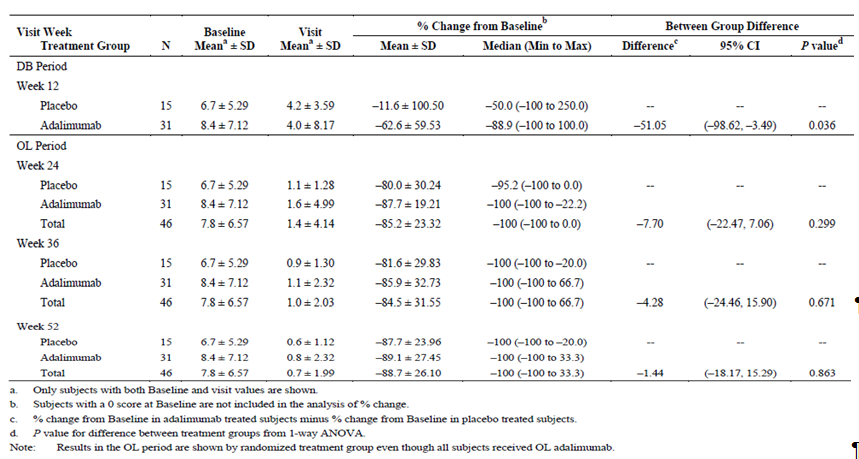 % Change from Baselineb Between Group Difference
Visit Week Baseline Visit
Treatment Group N Meana ± SD Meana ± SD Mean ± SD Median (Min to Max) Differencec 95% CI P valued
DB Period
Week 12
Placebo 15 6.7 ± 5.29 4.2 ± 3.59 –11.6 ± 100.50 –50.0 (–100 to 250.0) -- -- --
Adalimumab 31 8.4 ± 7.12 4.0 ± 8.17 –62.6 ± 59.53 –88.9 (–100 to 100.0) –51.05 (–98.62, –3.49) 0.036
OL Period
Week 24
Placebo 15 6.7 ± 5.29 1.1 ± 1.28 –80.0 ± 30.24 –95.2 (–100 to 0.0) -- -- --
Adalimumab 31 8.4 ± 7.12 1.6 ± 4.99 –87.7 ± 19.21 –100 (–100 to –22.2)
Total 46 7.8 ± 6.57 1.4 ± 4.14 –85.2 ± 23.32 –100 (–100 to 0.0) –7.70 (–22.47, 7.06) 0.299
Week 36
Placebo 15 6.7 ± 5.29 0.9 ± 1.30 –81.6 ± 29.83 –100 (–100 to –20.0) -- -- --
Adalimumab 31 8.4 ± 7.12 1.1 ± 2.32 –85.9 ± 32.73 –100 (–100 to 66.7)
Total 46 7.8 ± 6.57 1.0 ± 2.03 –84.5 ± 31.55 –100 (–100 to 66.7) –4.28 (–24.46, 15.90) 0.671
Week 52
Placebo 15 6.7 ± 5.29 0.6 ± 1.12 –87.7 ± 23.96 –100 (–100 to –20.0) -- -- --
Adalimumab 31 8.4 ± 7.12 0.8 ± 2.32 –89.1 ± 27.45 –100 (–100 to 33.3)
Total 46 7.8 ± 6.57 0.7 ± 1.99 –88.7 ± 26.10 –100 (–100 to 33.3) –1.44 (–18.17, 15.29) 0.863
a. Only subjects with both Baseline and visit values are shown.
b. Subjects with a 0 score at Baseline are not included in the analysis of % change.
c. % change from Baseline in adalimumab treated subjects minus % change from Baseline in placebo treated subjects.
d. P value for difference between treatment groups from 1-way ANOVA.
Note: Results in the OL period are shown by randomized treatment group even though all subjects received OL adalimumab.